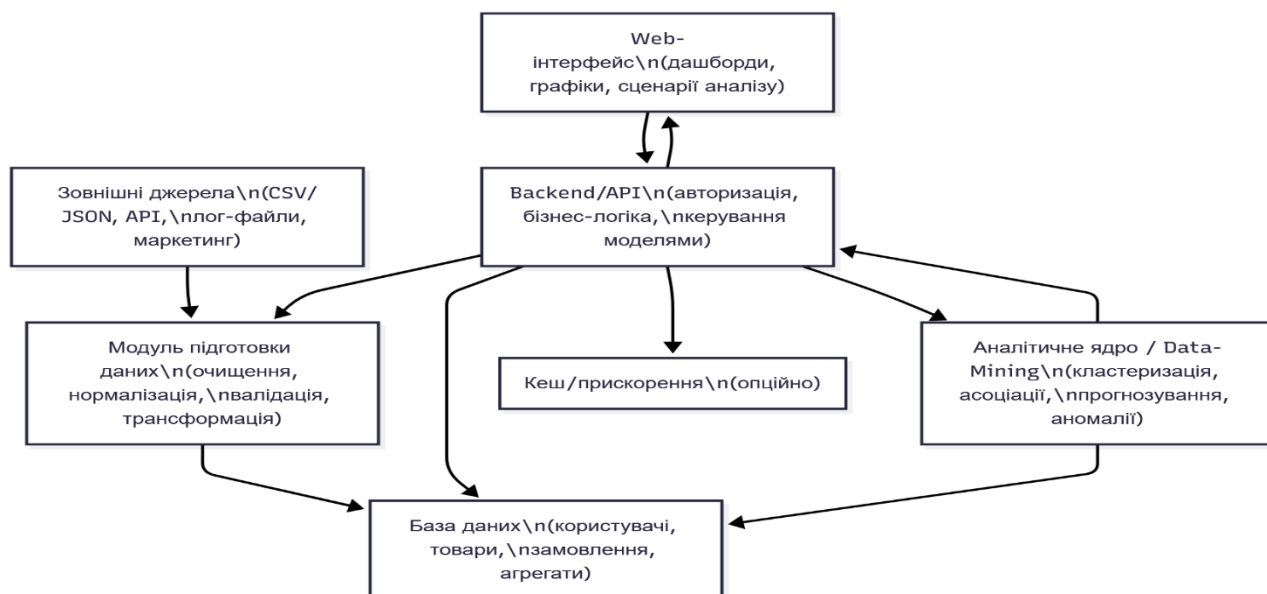 Web-
інтерфейс\n(дашборди,
графіки, сценарії аналізу)
Зовнішні джерела\n(CSV/
JSON, API,\nлог-файли,
маркетинг)
Backend/API\n(авторизація,
бізнес-логіка,\nкерування
моделями)
Модуль підготовки
даних\n(очищення,
нормалізація,\nвалідація,
трансформація)
Кеш/прискорення\n(опційно)
Аналітичне ядро / Data-
Mining\n(кластеризація,
асоціації,\nпрогнозування,
аномалії)
База даних\n(користувачі,
товари,\nзамовлення,
агрегати)